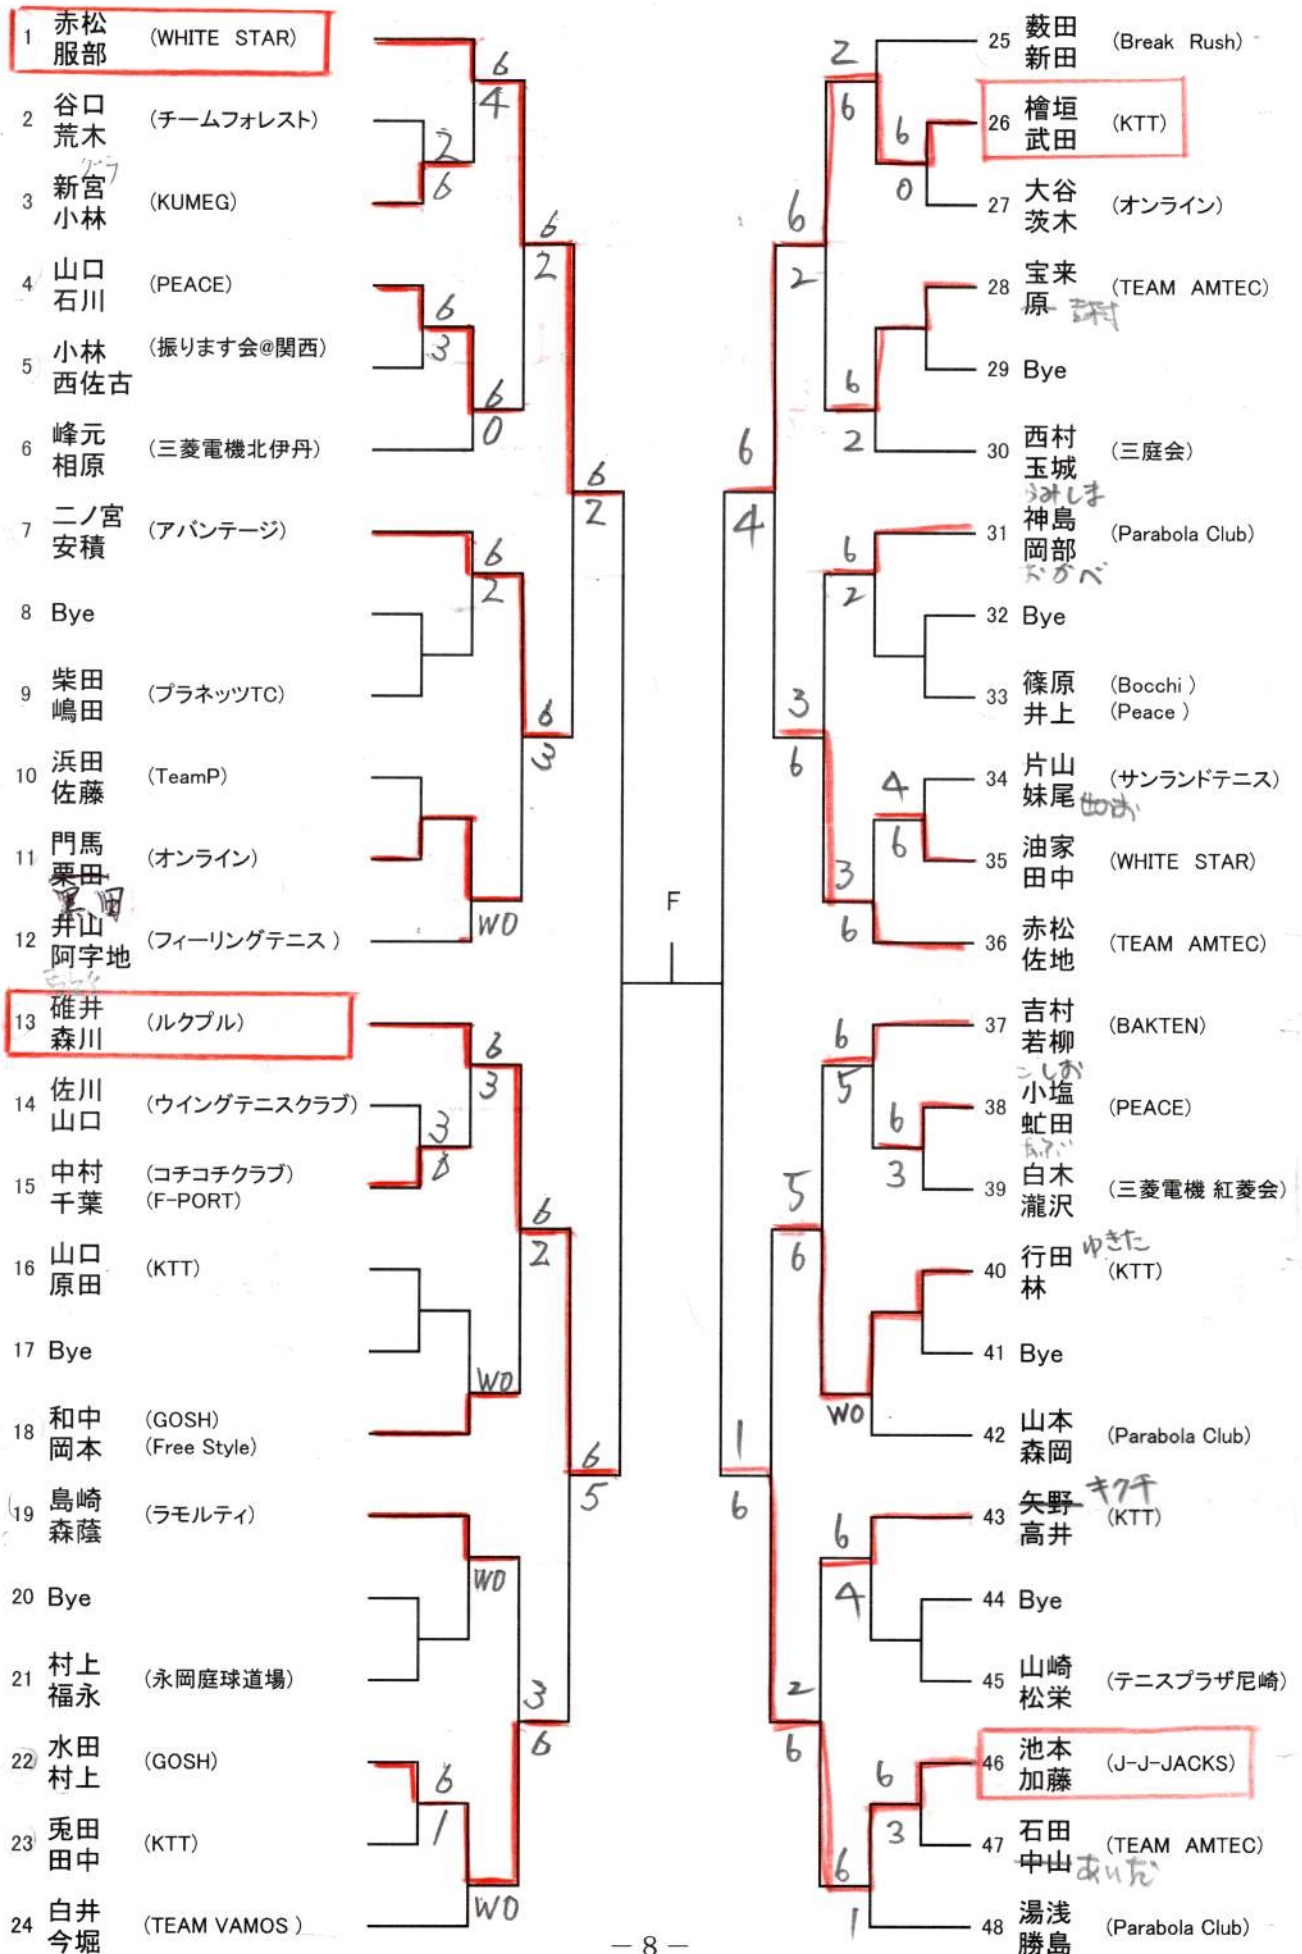 1 赤松 (WHITE STAR)
服部
6
4
2 谷口 (チームフォレスト)
荒木
2
6
3 新宮 (KUMEG)
小林
6
2
4 山口 (PEACE)
石川
6
3
5 小林 (振ります会@関西)
西佐古
6
0
6 峰元 (三菱電機北伊丹)
相原
6
2
7 二ノ宮 (アバンテージ)
安積
6
2
8 Bye
9 柴田 (プラネッツTC)
嶋田
6
3
10 浜田 (TeamP)
佐藤
11 門馬 (オンライン)
栗田
黒田
WO
12 井山 (フィーリングテニス)
阿字地
13 碓井 (ルクプル)
森川
6
3
14 佐川 (ウイングテニスクラブ)
山口
3
6
15 中村 (コチコチクラブ)
千葉 (F-PORT)
6
2
16 山口 (KTT)
原田
17 Bye
WO
18 和中 (GOSH)
岡本 (Free Style)
6
5
19 島崎 (ラモルティ)
森蔭
WO
20 Bye
21 村上 (永岡庭球道場)
福永
3
6
22 水田 (GOSH)
村上
6
1
23 兎田 (KTT)
田中
WO
24 白井 (TEAM VAMOS)
今堀
F
25 薮田 (Break Rush)
新田
2
6
26 檜垣 (KTT)
武田
6
0
27 大谷 (オンライン)
茨木
6
2
28 宝来 (TEAM AMTEC)
原
29 Bye
6
2
30 西村 (三庭会)
玉城
6
4
31 神島 (Parabola Club)
岡部
おかべ
6
2
32 Bye
33 篠原 (Bocchi)
井上 (Peace)
3
6
34 片山 (サンランドテニス)
妹尾 せのお
4
6
35 油家 (WHITE STAR)
田中
3
6
36 赤松 (TEAM AMTEC)
佐地
37 吉村 (BAKTEN)
若柳
6
5
こしお
38 小塩 (PEACE)
虹田
6
3
39 白木 (三菱電機 紅菱会)
瀧沢
5
6
40 行田 ゆきた
林 (KTT)
41 Bye
WO
42 山本 (Parabola Club)
森岡
1
6
43 矢野 キクチ
高井 (KTT)
6
4
44 Bye
45 山崎 (テニスプラザ尼崎)
松栄
2
6
46 池本 (J-J-JACKS)
加藤
6
3
47 石田 (TEAM AMTEC)
中山 あいだ
6
1
48 湯浅 (Parabola Club)
勝島
－8－